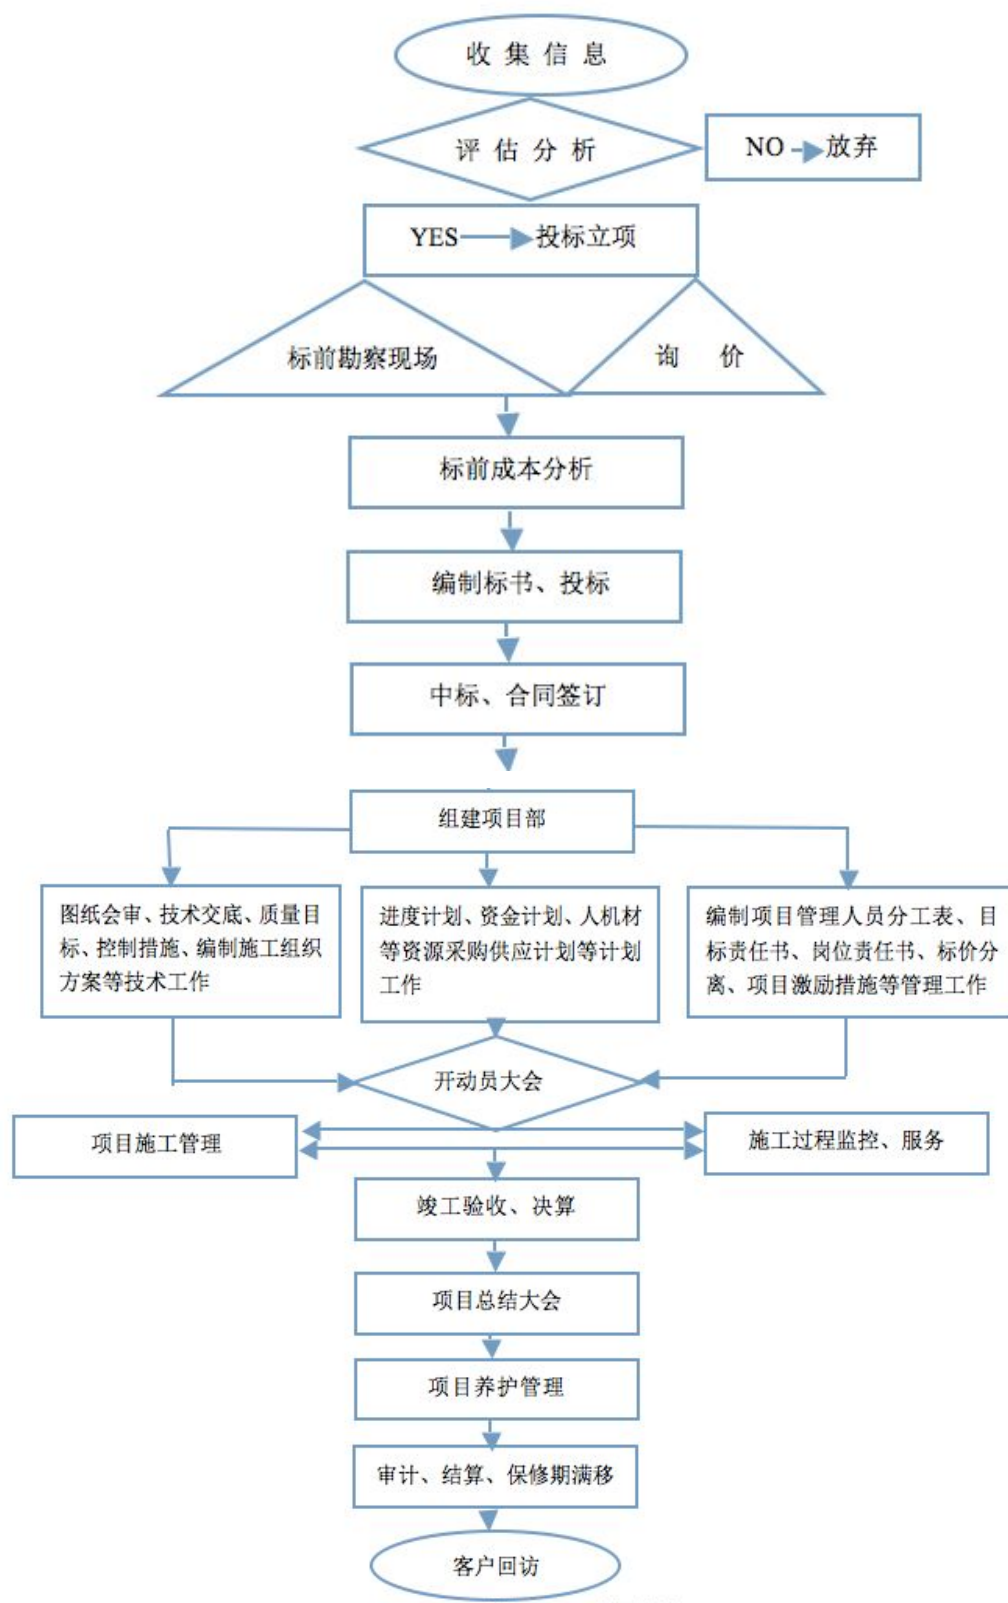 收集信息
评估分析
NO 放弃
YES 投标立项
标前勘察现场
询 价
标前成本分析
编制标书、投标
中标、合同签订
组建项目部
图纸会审、技术交底、质量目
标、控制措施、编制施工组织
方案等技术工作
进度计划、资金计划、人机材
等资源采购供应计划等计划
工作
编制项目管理人员分工表、目
标责任书、岗位责任书、标价分
离、项目激励措施等管理工作
开动员大会
项目施工管理
施工过程监控、服务
竣工验收、决算
项目总结大会
项目养护管理
审计、结算、保修期满移
客户回访